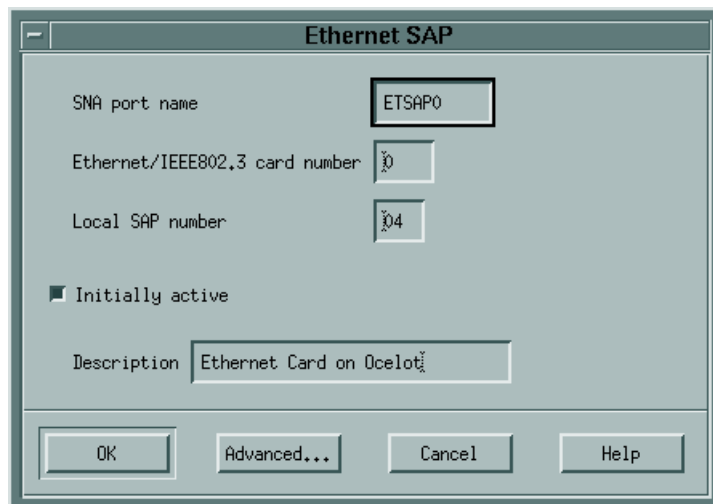 Ethernet SAP
SNA port name ETSAP0
Ethernet/IEEE802.3 card number 0
Local SAP number 04
Initially active
Description Ethernet Card on Ocelot
OK Advanced... Cancel Help